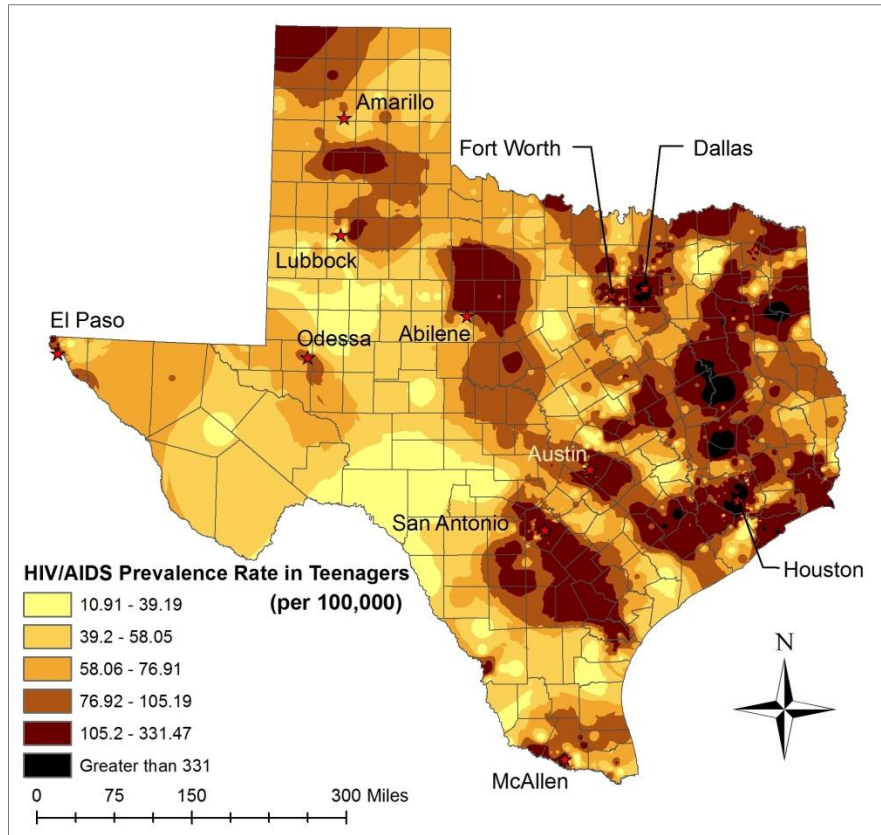 Amarillo
Fort Worth
Dallas
Lubbock
El Paso
Odessa
Abilene
Austin
San Antonio
Houston
HIV/AIDS Prevalence Rate in Teenagers
(per 100,000)
10.91 - 39.19
39.2 - 58.05
58.06 - 76.91
76.92 - 105.19
105.2 - 331.47
Greater than 331
N
McAllen
0 75 150 300 Miles